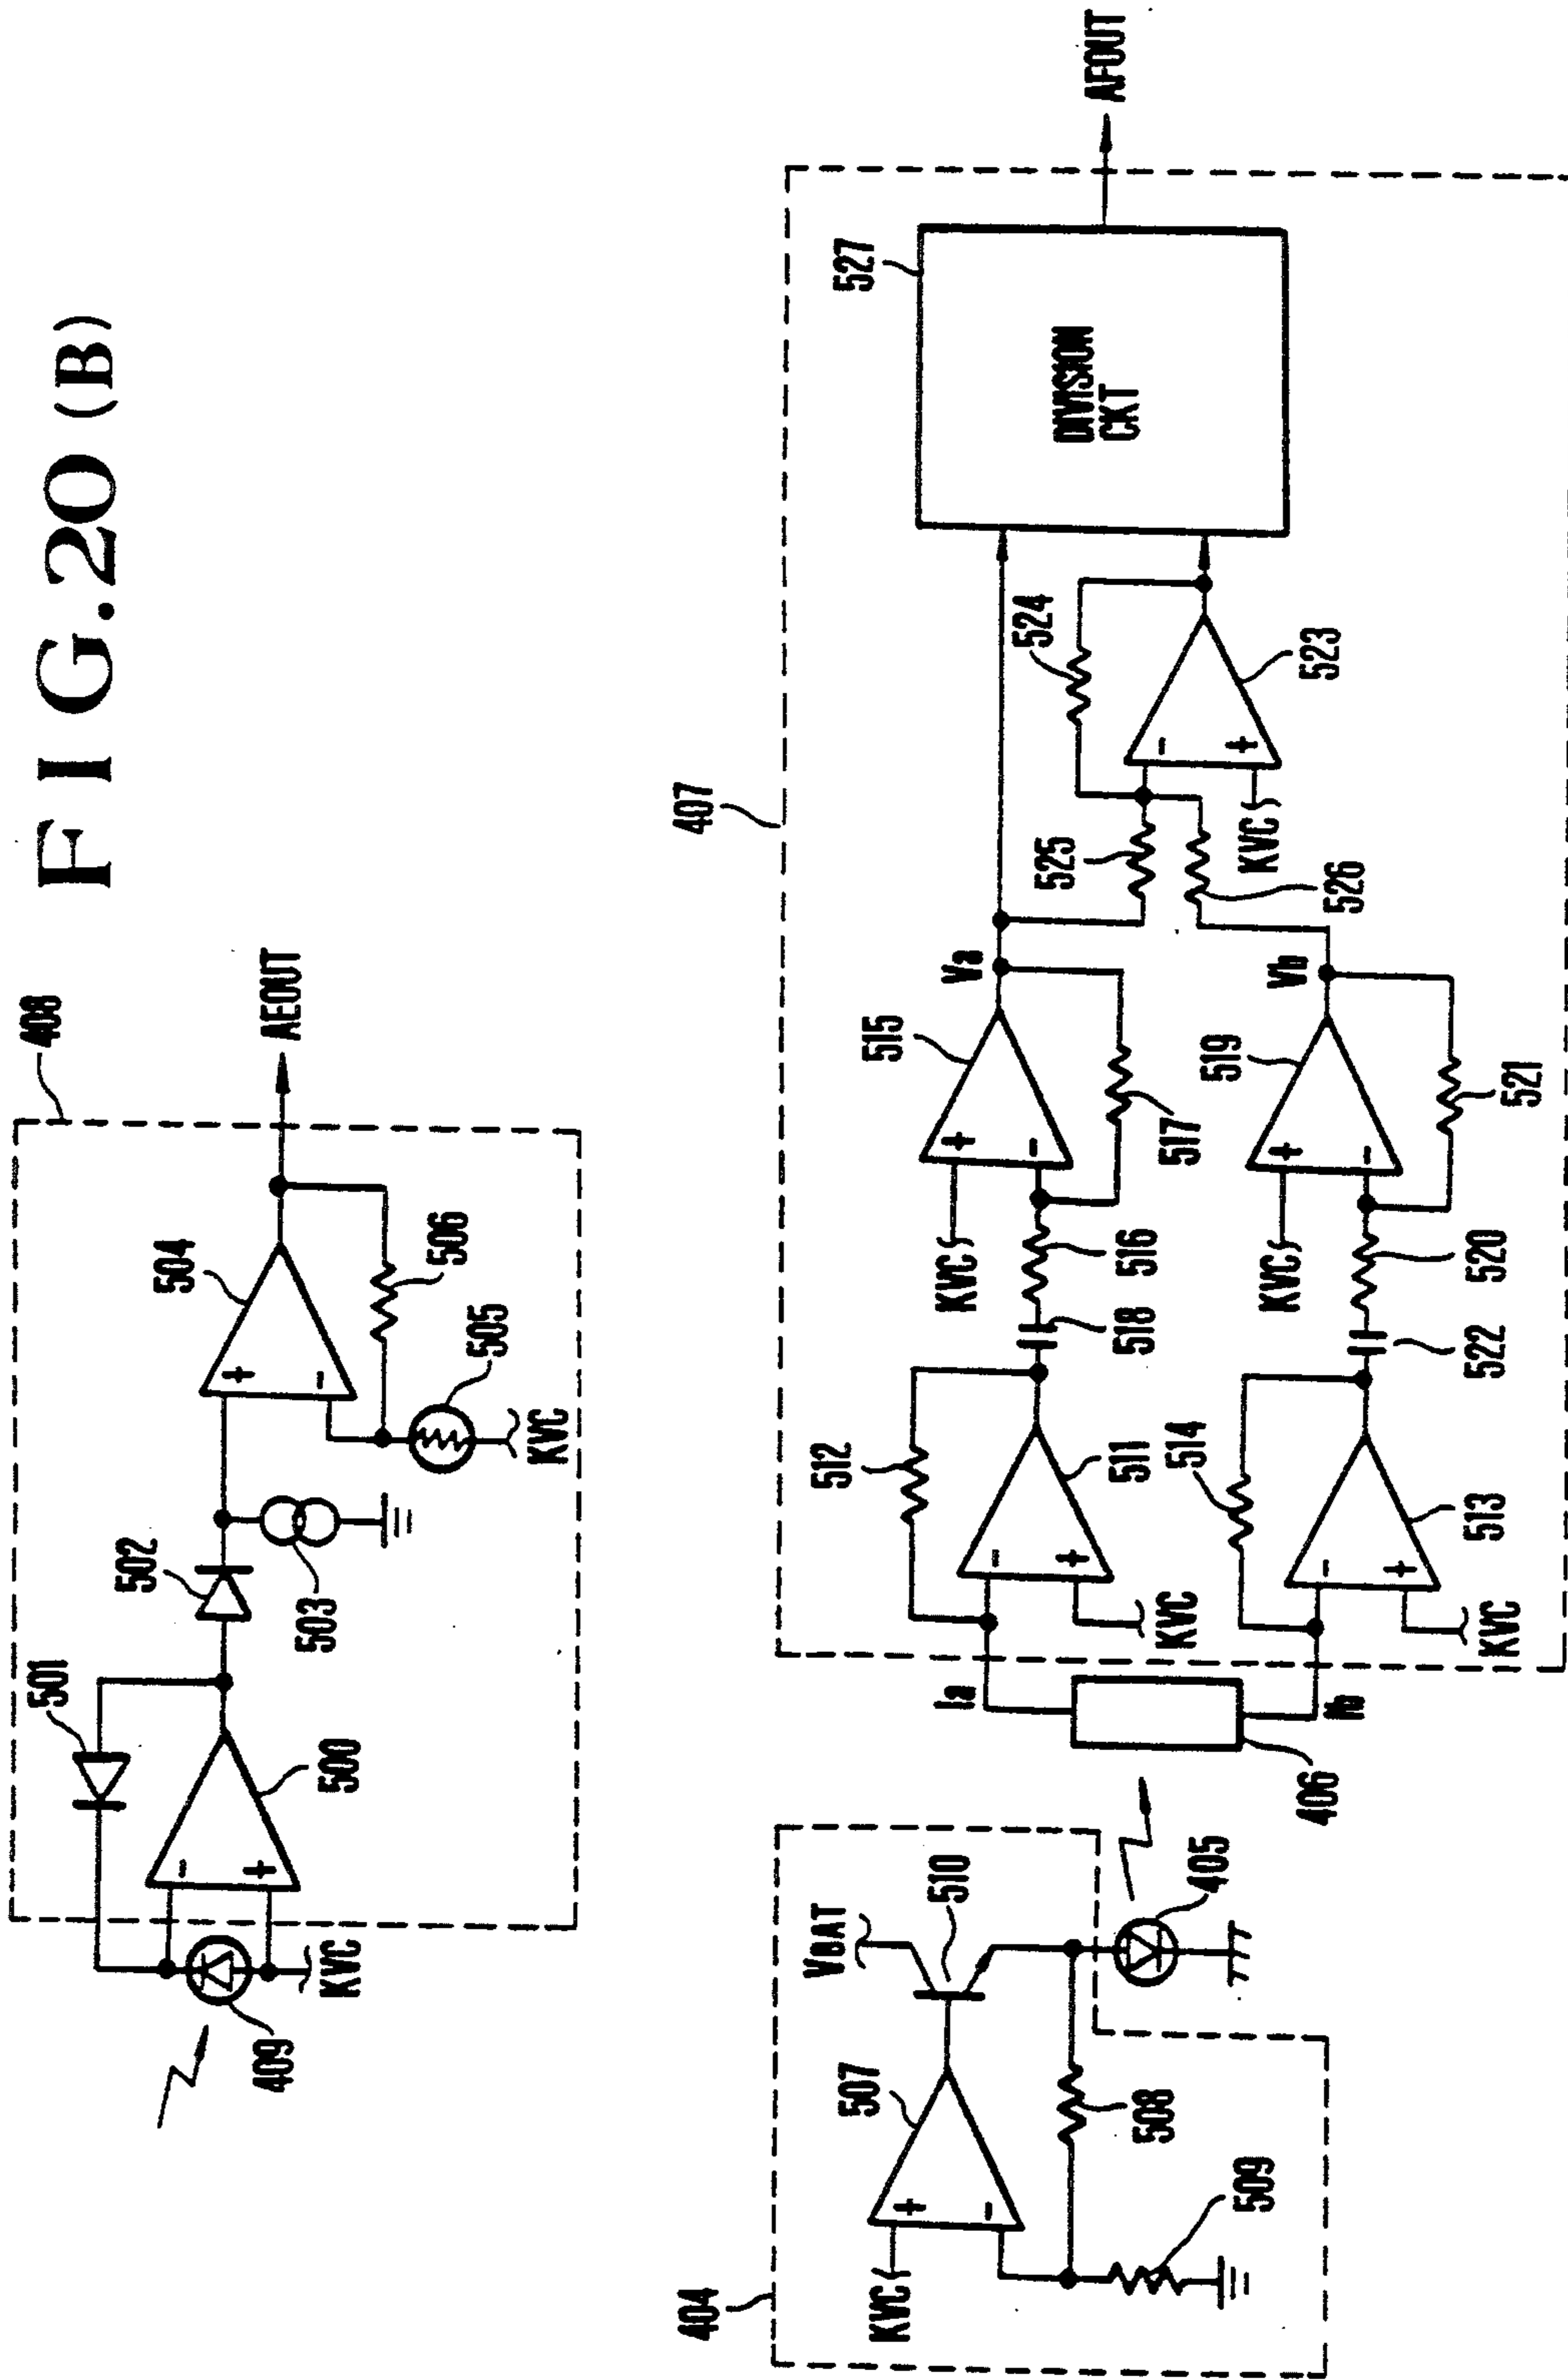 FIG.20 (B)
408
AEOUT
501
502
504
506
505
503
500
KVC
KVC
409
407
AFOUT
527
DIVISION
CKT
524
523
KVC
525
526
Va
Vb
515
519
517
521
KVC
KVC
516
520
518
522
512
514
511
513
KVC
KVC
Ia
Ib
406
404
VBAT
510
405
507
508
509
KVC